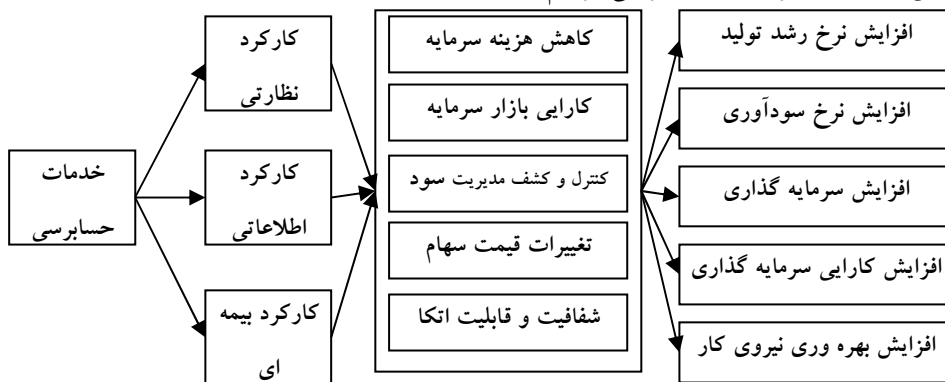 خدمات
حسابرسی
کارکرد
نظارتی
کارکرد
اطلاعاتی
کارکرد بیمه
ای
کاهش هزینه سرمایه
کارایی بازار سرمایه
کنترل و کشف مدیریت سود
تغییرات قیمت سهام
شفافیت و قابلیت اتکا
افزایش نرخ رشد تولید
افزایش نرخ سودآوری
افزایش سرمایه گذاری
افزایش کارایی سرمایه گذاری
افزایش بهره وری نیروی کار